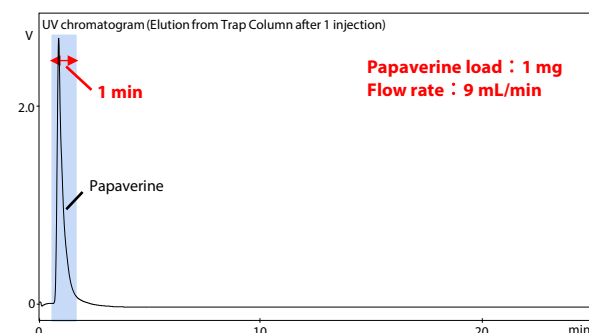 UV chromatogram (Elution from Trap Column after 1 injection)
V
Papaverine load：1 mg
Flow rate：9 mL/min
1 min
2.0
Papaverine
0
0 10 20 min